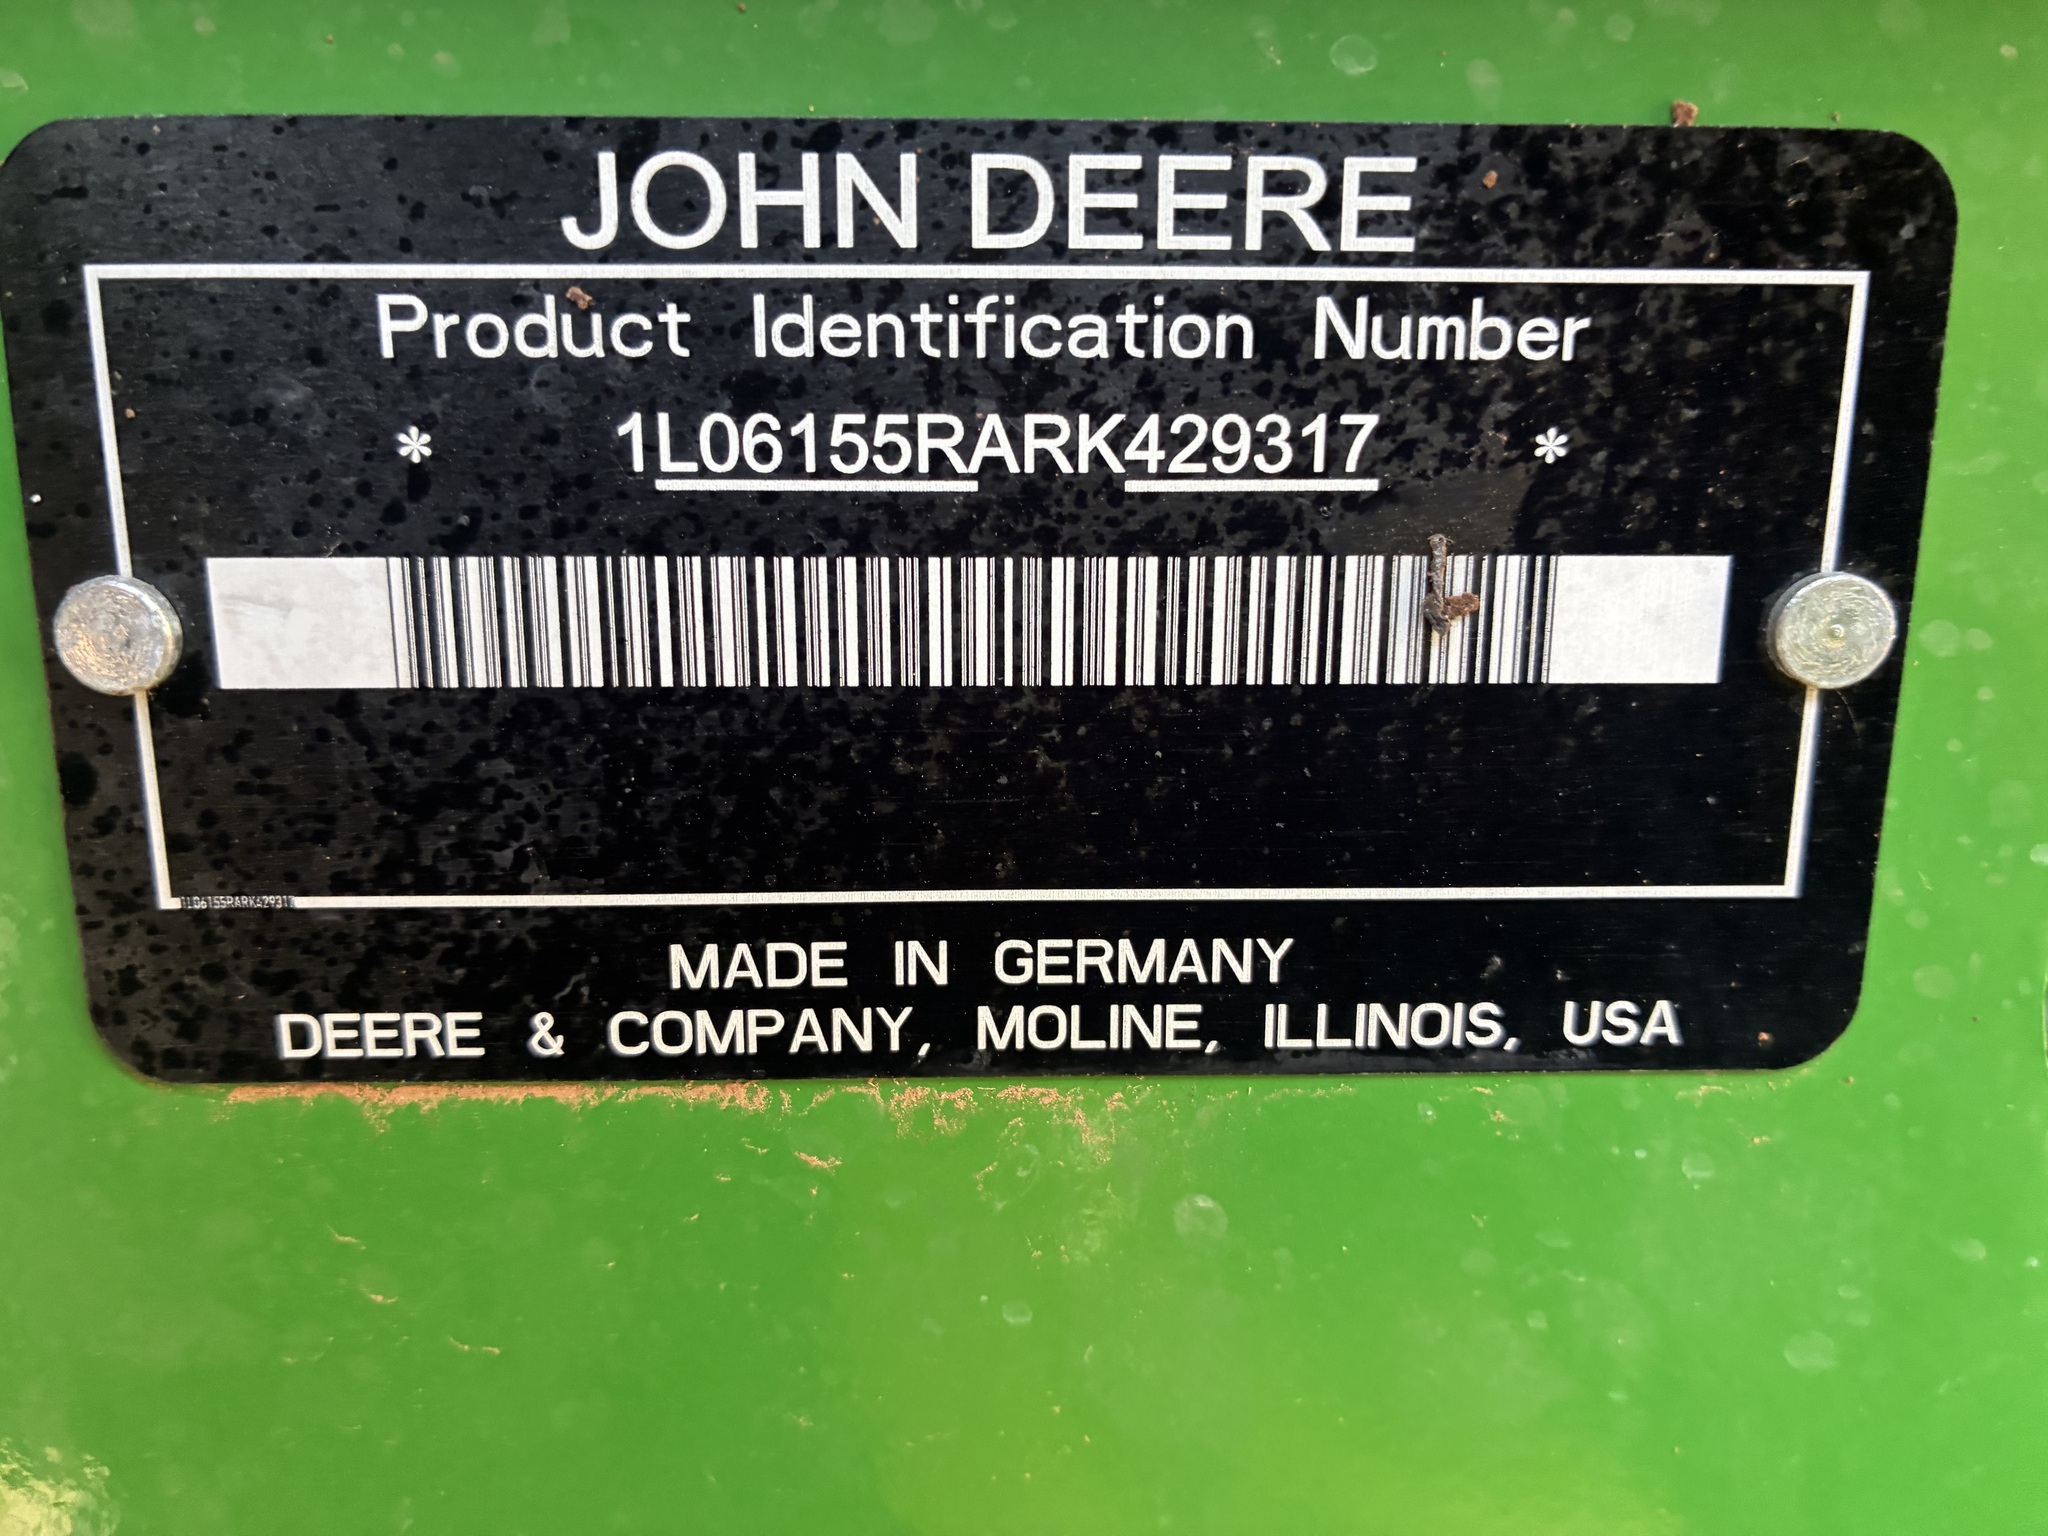 JOHN DEERE
Product Identification Number
* 1L06155RARK429317 *
1L06155RARK429317
MADE IN GERMANY
DEERE & COMPANY, MOLINE, ILLINOIS, USA